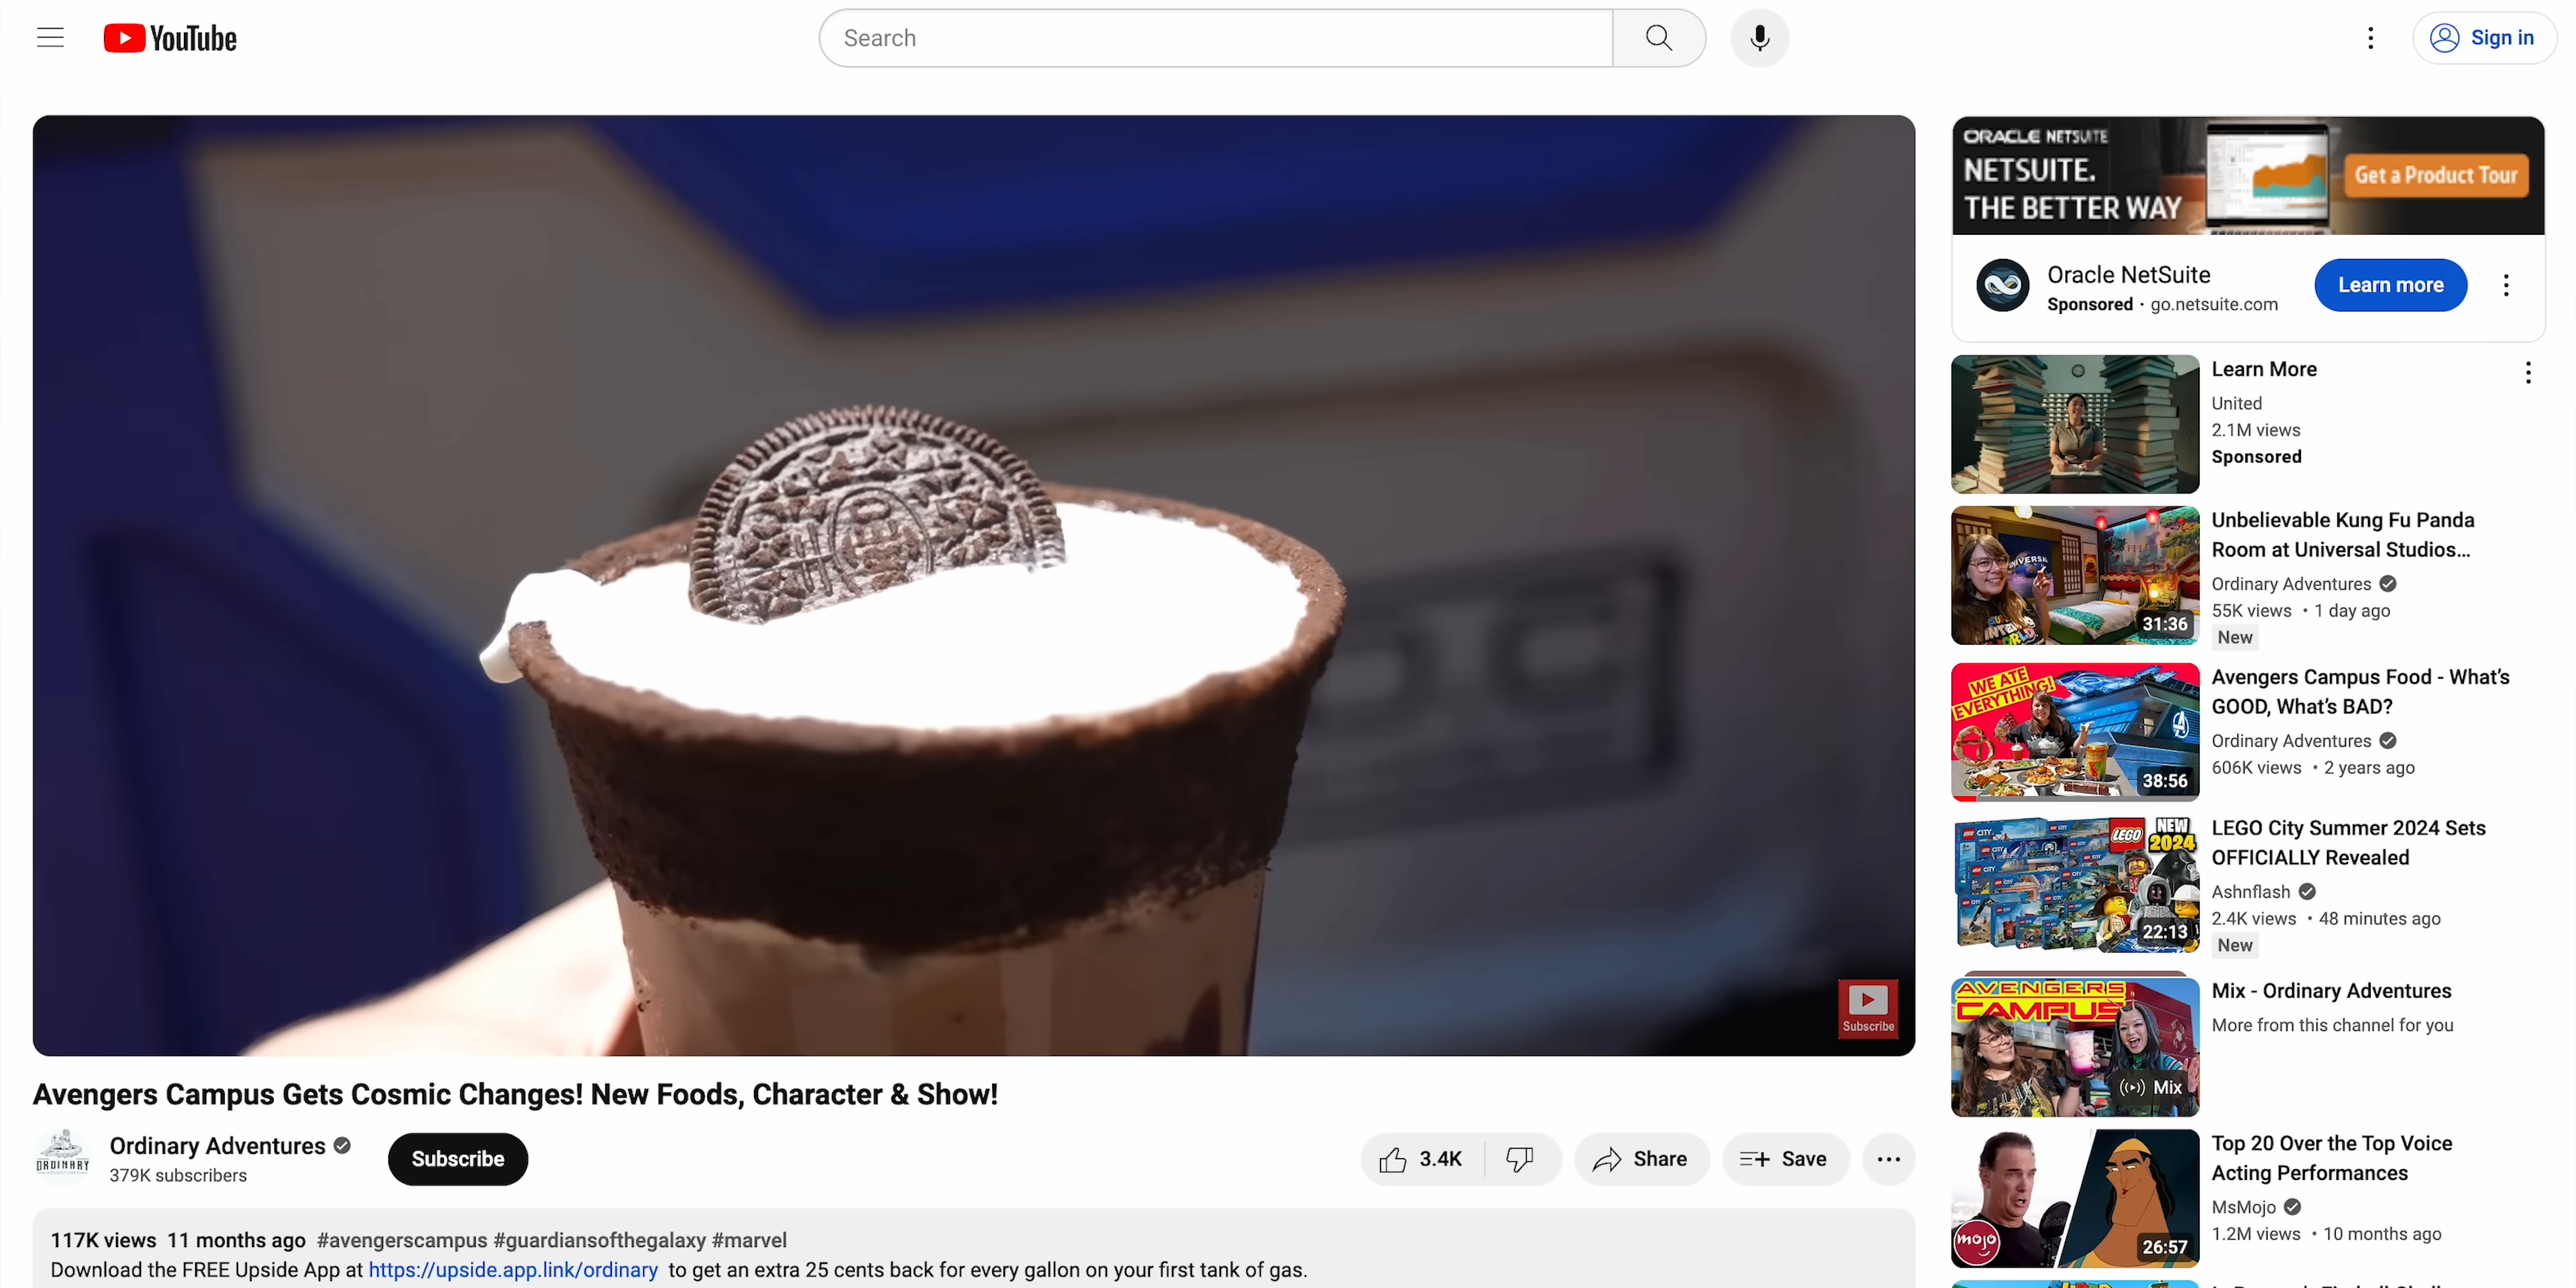 YouTube
Search
Sign in
ORACLE NETSUITE
NETSUITE.
THE BETTER WAY
Get a Product Tour
Oracle NetSuite
Sponsored · go.netsuite.com
Learn more
Learn More
United
2.1M views
Sponsored
31:36
Unbelievable Kung Fu Panda
Room at Universal Studios...
Ordinary Adventures
55K views • 1 day ago
New
WE ATE
EVERYTHING!
38:56
Avengers Campus Food - What's
GOOD, What's BAD?
Ordinary Adventures
606K views • 2 years ago
LEGO
NEW
2024
22:13
LEGO City Summer 2024 Sets
OFFICIALLY Revealed
Ashnflash
2.4K views • 48 minutes ago
New
AVENGERS
CAMPUS
Mix
Mix - Ordinary Adventures
More from this channel for you
mojo
26:57
Top 20 Over the Top Voice
Acting Performances
MsMojo
1.2M views • 10 months ago
Subscribe
Avengers Campus Gets Cosmic Changes! New Foods, Character & Show!
ORDINARY
Ordinary Adventures
379K subscribers
Subscribe
3.4K
Share
Save
117K views 11 months ago #avengerscampus #guardiansofthegalaxy #marvel
Download the FREE Upside App at https://upside.app.link/ordinary to get an extra 25 cents back for every gallon on your first tank of gas.